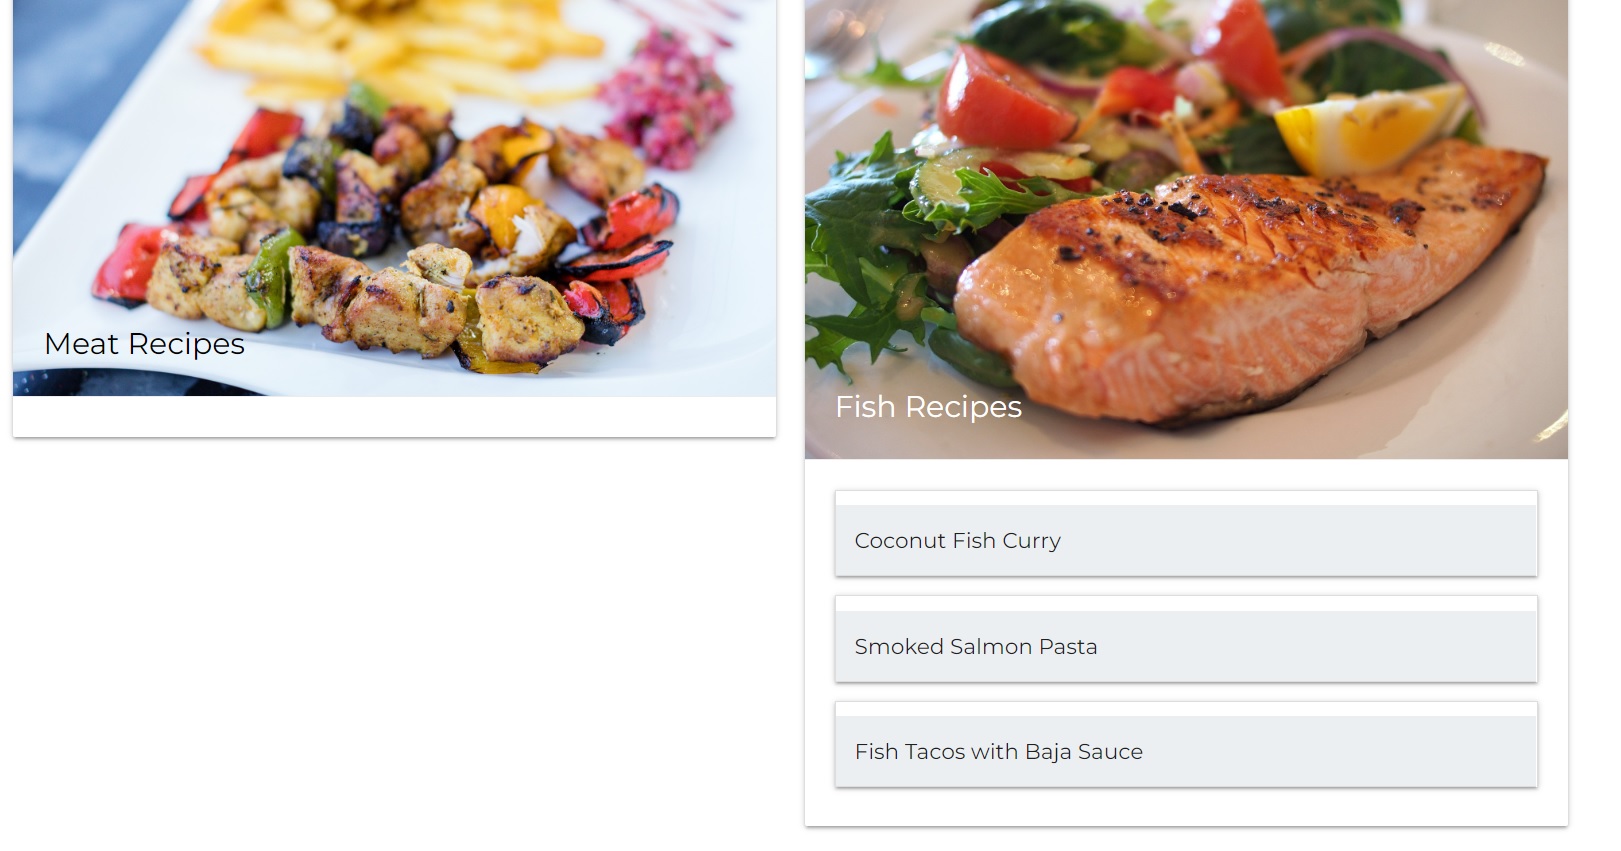 Meat Recipes
Fish Recipes
Coconut Fish Curry
Smoked Salmon Pasta
Fish Tacos with Baja Sauce